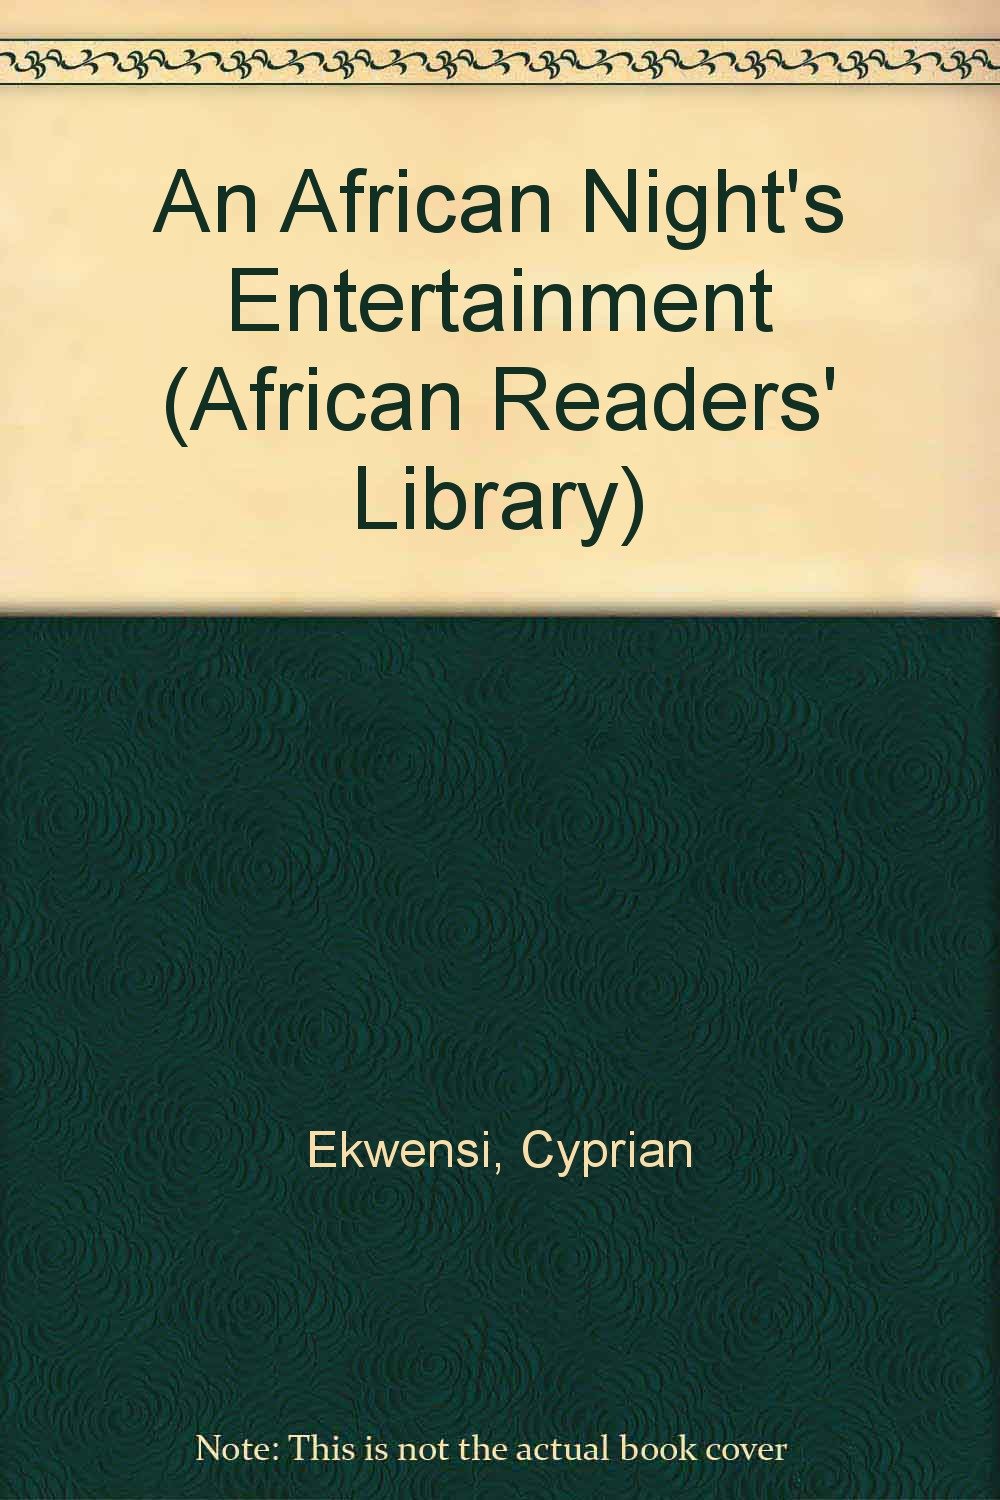 An African Night's
Entertainment
(African Readers'
Library)
Ekwensi, Cyprian
Note: This is not the actual book cover